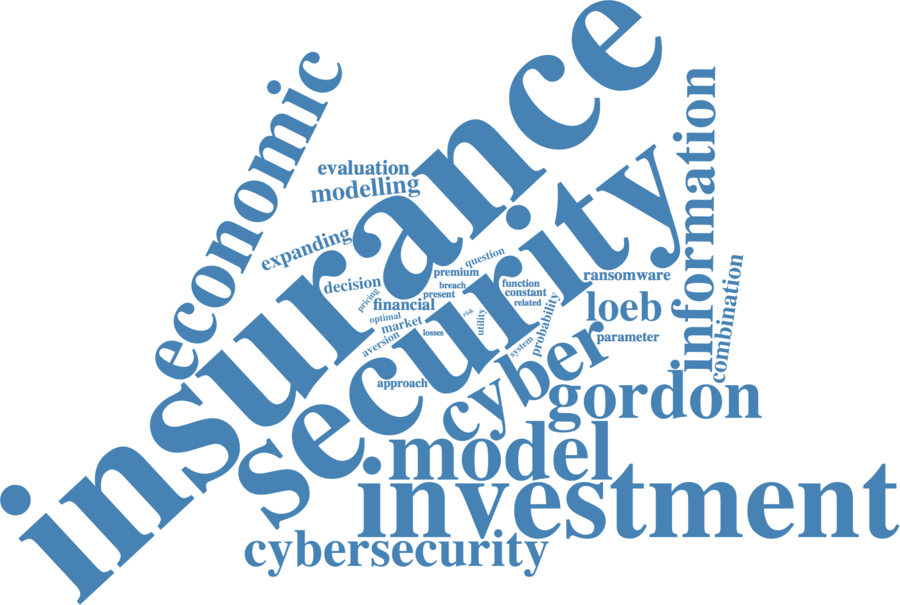 insurance
economic
security
information
evaluation
modelling
expanding
question
premium
decision
breach
function
ransomware
combination
pricing
present
constant
financial
related
loeb
optimal
risk
market
utility
probability
losses
parameter
aversion
system
cyber
approach
gordon
model
investment
cybersecurity